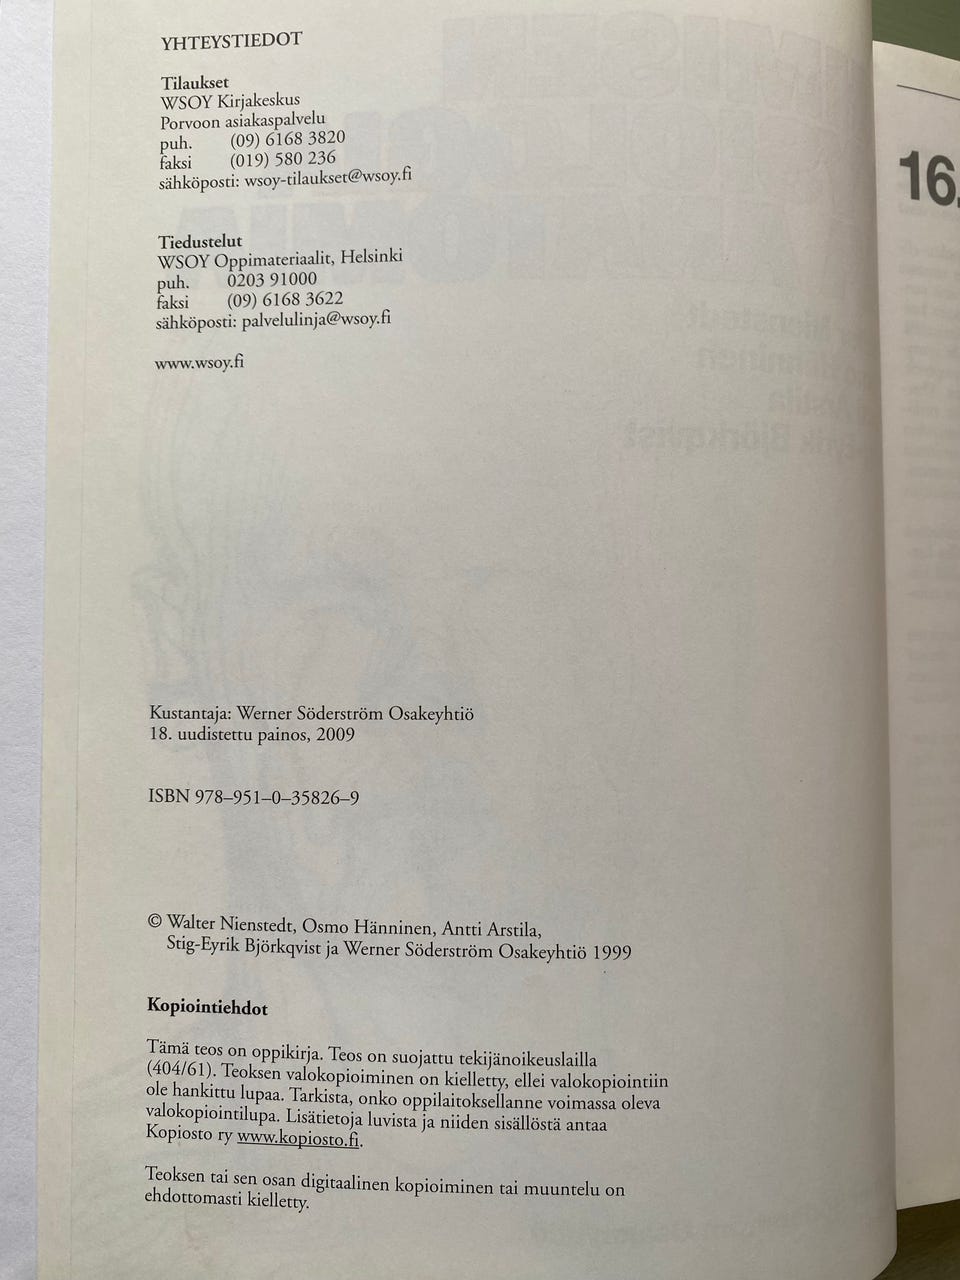 YHTEYSTIEDOT
Tilaukset
WSOY Kirjakeskus
Porvoon asiakaspalvelu
puh. (09) 6168 3820
faksi (019) 580 236
sähköposti: wsoy-tilaukset@wsoy.fi
Tiedustelut
WSOY Oppimateriaalit, Helsinki
puh. 0203 91000
faksi (09) 6168 3622
sähköposti: palvelulinja@wsoy.fi
www.wsoy.fi
Kustantaja: Werner Söderström Osakeyhtiö
18. uudistettu painos, 2009
ISBN 978–951–0–35826–9
© Walter Nienstedt, Osmo Hänninen, Antti Arstila,
Stig-Eyrik Björkqvist ja Werner Söderström Osakeyhtiö 1999
Kopiointiehdot
Tämä teos on oppikirja. Teos on suojattu tekijänoikeuslailla
(404/61). Teoksen valokopioiminen on kielletty, ellei valokopiointiin
ole hankittu lupaa. Tarkista, onko oppilaitoksellanne voimassa oleva
valokopiointilupa. Lisätietoja luvista ja niiden sisällöstä antaa
Kopiosto ry www.kopiosto.fi.
Teoksen tai sen osan digitaalinen kopioiminen tai muuntelu on
ehdottomasti kielletty.
16.